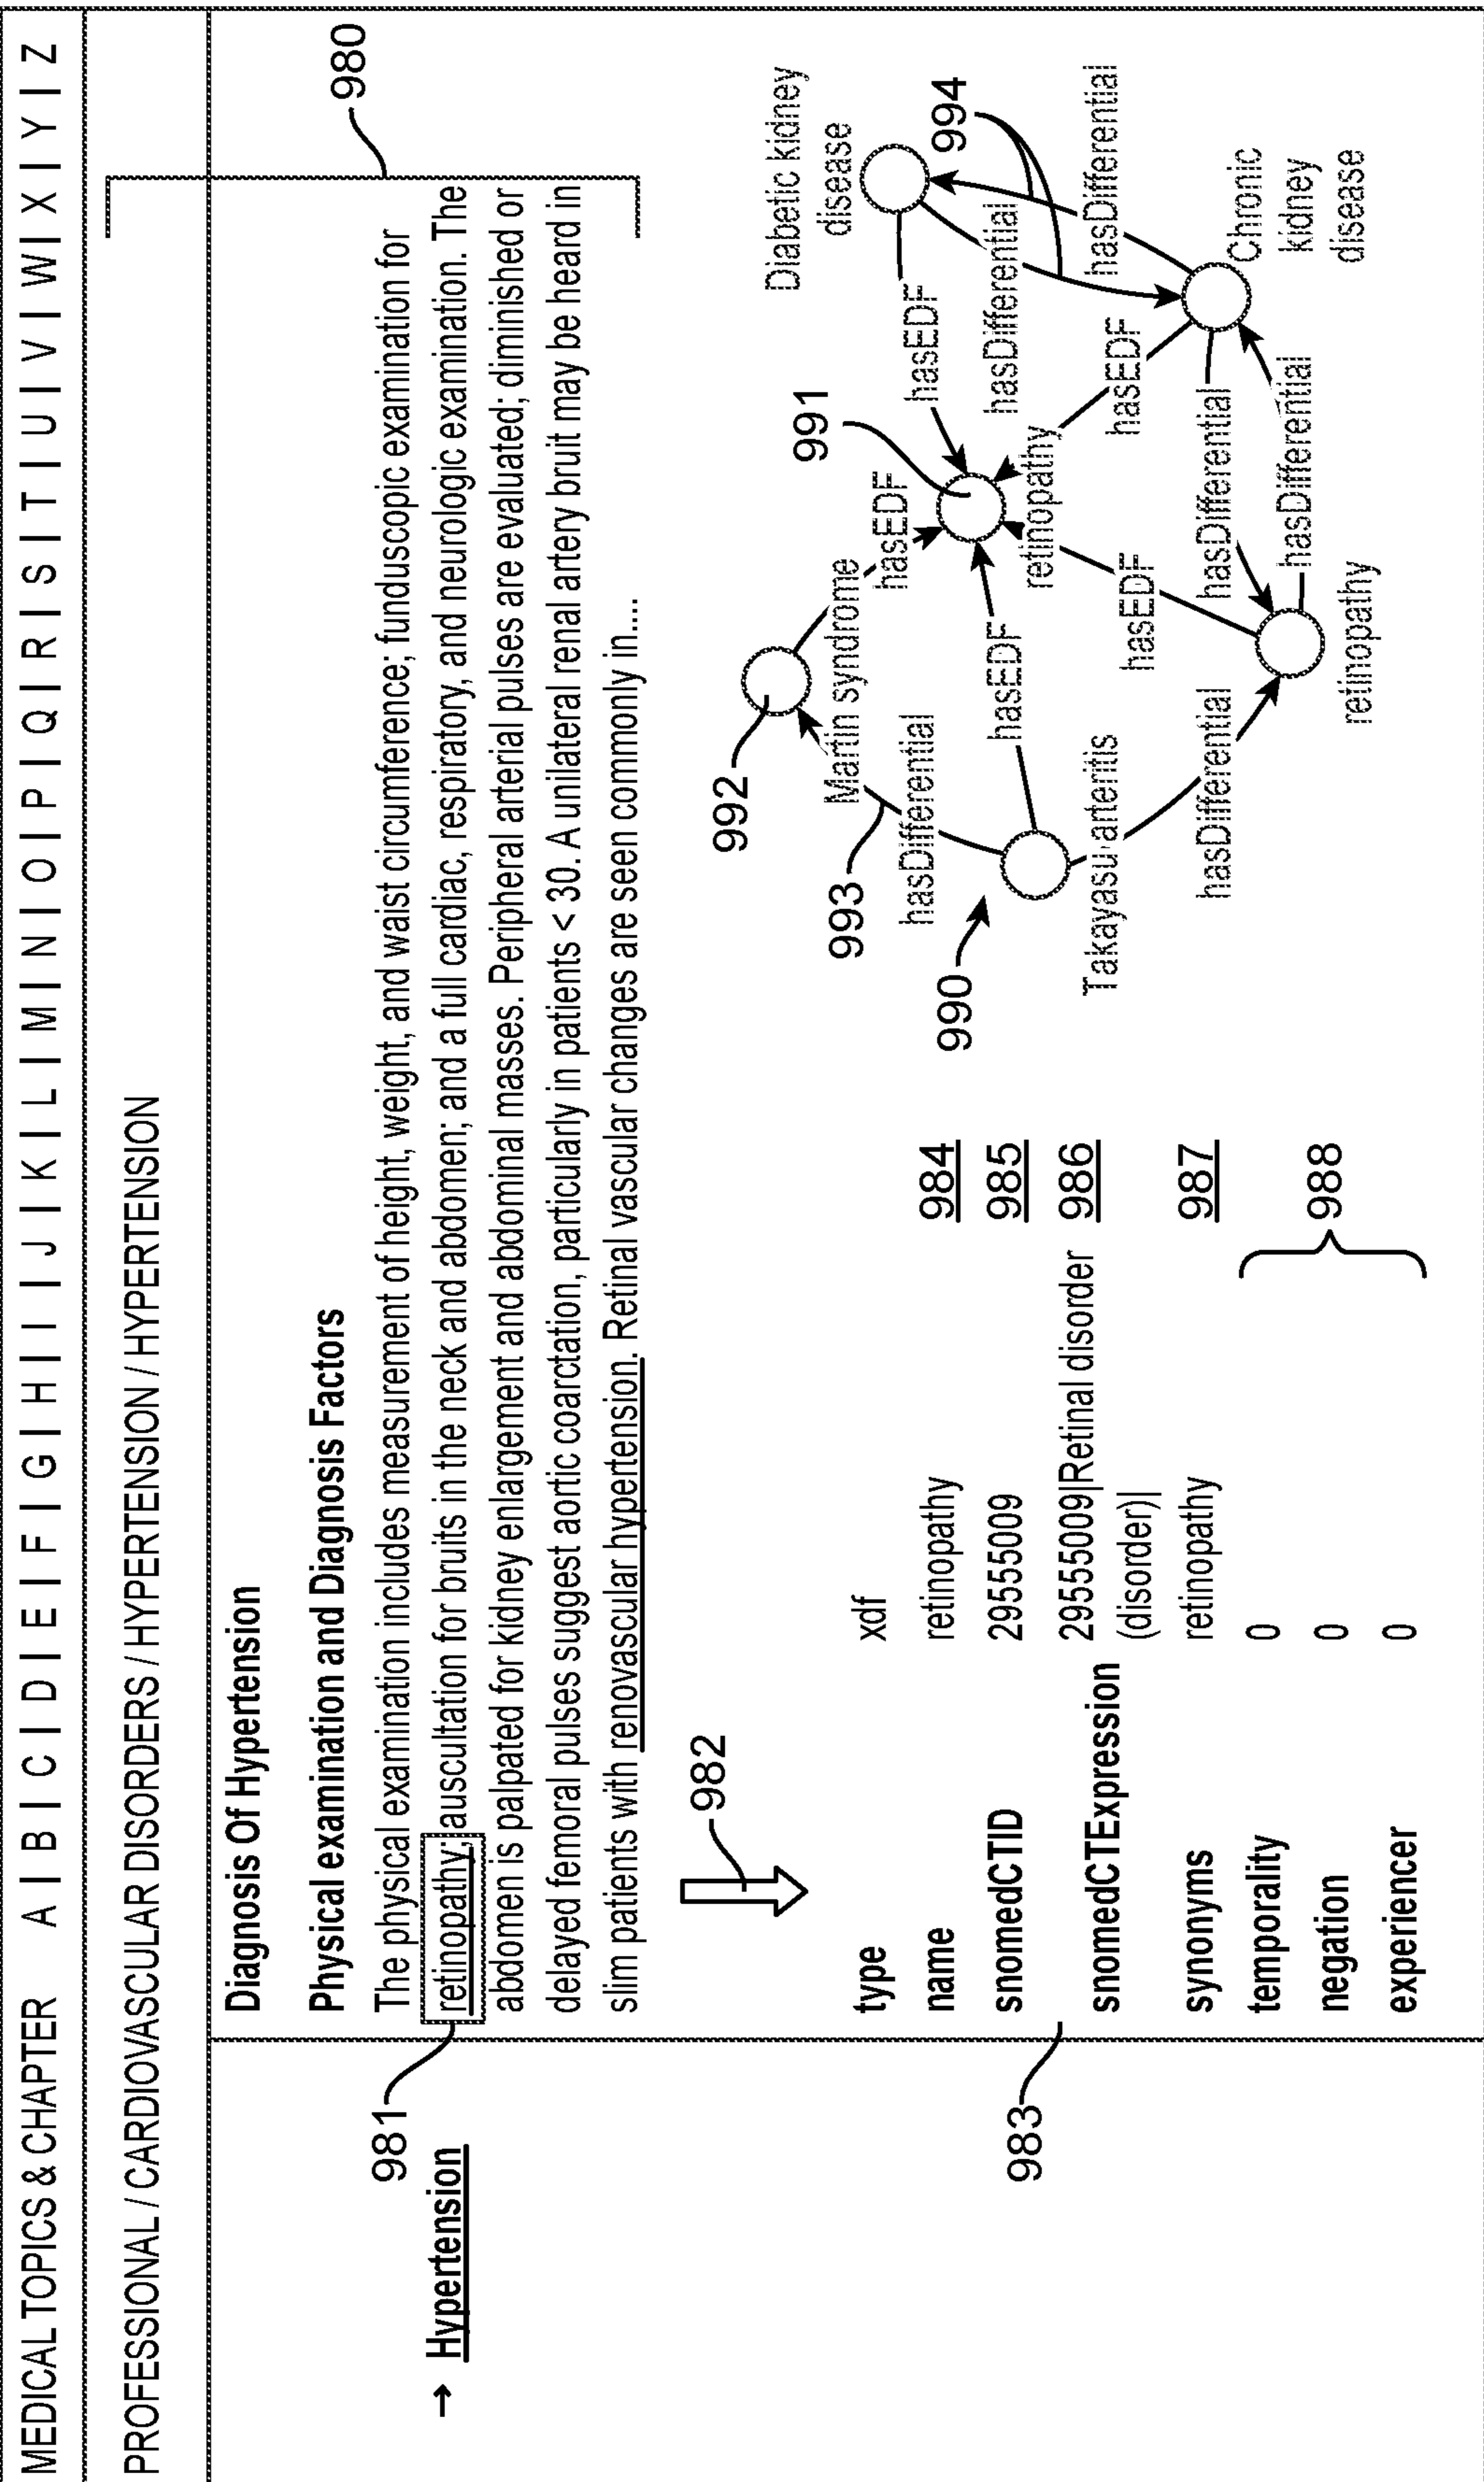 MEDICAL TOPICS & CHAPTER A | B | C | D | E | F | G | H | I | J | K | L | M | N | O | P | Q | R | S | T | U | V | W | X | Y | Z
PROFESSIONAL / CARDIOVASCULAR DISORDERS / HYPERTENSION / HYPERTENSION
→ Hypertension
Diagnosis Of Hypertension
Physical examination and Diagnosis Factors
The physical examination includes measurement of height, weight, and waist circumference; funduscopic examination for
retinopathy; auscultation for bruits in the neck and abdomen; and a full cardiac, respiratory, and neurologic examination. The
abdomen is palpated for kidney enlargement and abdominal masses. Peripheral arterial pulses are evaluated; diminished or
delayed femoral pulses suggest aortic coarctation, particularly in patients < 30. A unilateral renal artery bruit may be heard in
slim patients with renovascular hypertension. Retinal vascular changes are seen commonly in...
980
981
982
983
type xdf
name retinopathy 984
snomedCTID 29555009 985
snomedCTExpression 29555009|Retinal disorder 986
(disorder)|
synonyms retinopathy 987
temporality 0
negation 0 988
experiencer 0
990
991
992
993
994
Diabetic kidney
disease
Martin syndrome
hasEDF
hasEDF
hasDifferential
hasDifferential
hasDifferential
hasEDF
retinopathy
hasEDF
Chronic
kidney
disease
Takayasu arteritis
hasEDF
hasDifferential
hasDifferential
hasDifferential
retinopathy